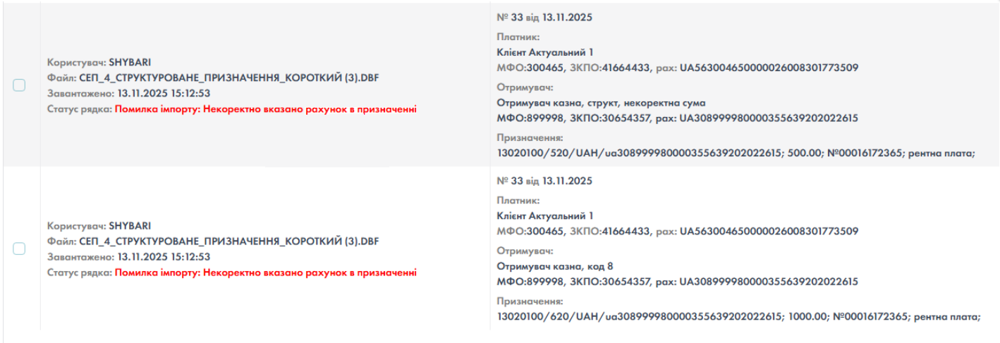 Користувач: SHYBARI
Файл: СЕП_4_СТРУКТУРОВАНЕ_ПРИЗНАЧЕННЯ_КОРОТКИЙ (3).DBF
Завантажено: 13.11.2025 15:12:53
Статус рядка: Помилка імпорту: Некоректно вказано рахунок в призначенні
№ 33 від 13.11.2025
Платник:
Клієнт Актуальний 1
МФО:300465, ЗКПО:41664433, рах: UA563004650000026008301773509
Отримувач:
Отримувач казна, структ, некоректна сума
МФО:899998, ЗКПО:30654357, рах: UA308999980000355639202022615
Призначення:
13020100/520/UAH/ua308999980000355639202022615; 500.00; №00016172365; рентна плата;
Користувач: SHYBARI
Файл: СЕП_4_СТРУКТУРОВАНЕ_ПРИЗНАЧЕННЯ_КОРОТКИЙ (3).DBF
Завантажено: 13.11.2025 15:12:53
Статус рядка: Помилка імпорту: Некоректно вказано рахунок в призначенні
№ 33 від 13.11.2025
Платник:
Клієнт Актуальний 1
МФО:300465, ЗКПО:41664433, рах: UA563004650000026008301773509
Отримувач:
Отримувач казна, код 8
МФО:899998, ЗКПО:30654357, рах: UA308999980000355639202022615
Призначення:
13020100/620/UAH/ua308999980000355639202022615; 1000.00; №00016172365; рентна плата;